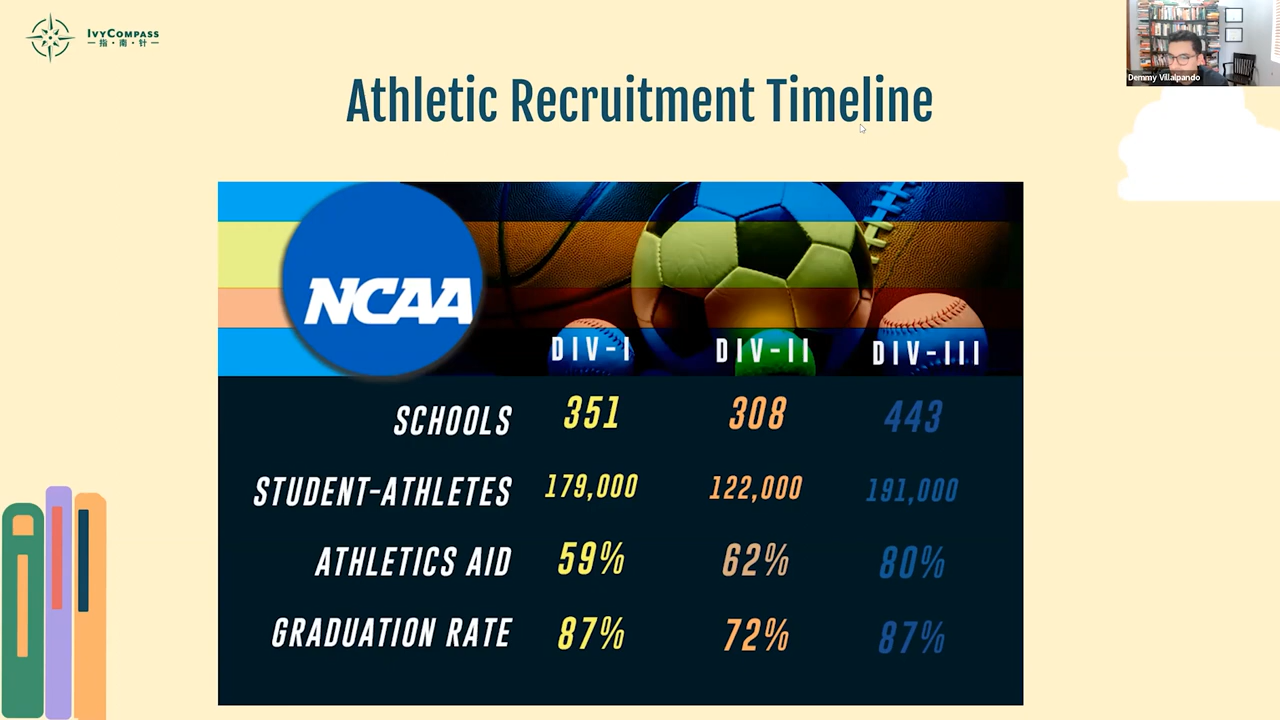 IvyCompass
指·南·针
Demmy Villalpando
Athletic Recruitment Timeline
NCAA
DIV-I DIV-II DIV-III
SCHOOLS 351 308 443
STUDENT-ATHLETES 179,000 122,000 191,000
ATHLETICS AID 59% 62% 80%
GRADUATION RATE 87% 72% 87%